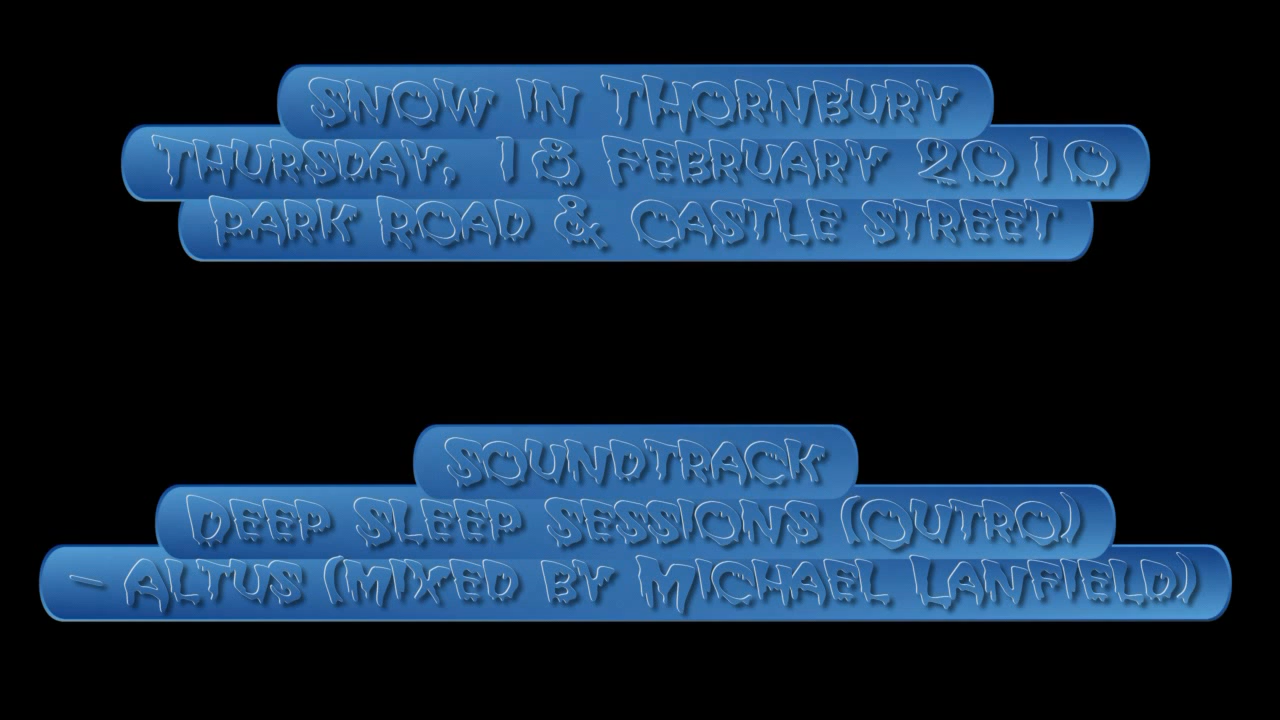 Snow in Thornbury
Thursday, 18 February 2010
Park Road & Castle Street
Soundtrack
Deep Sleep Sessions (Outro)
- Altus (mixed by Michael Lanfield)